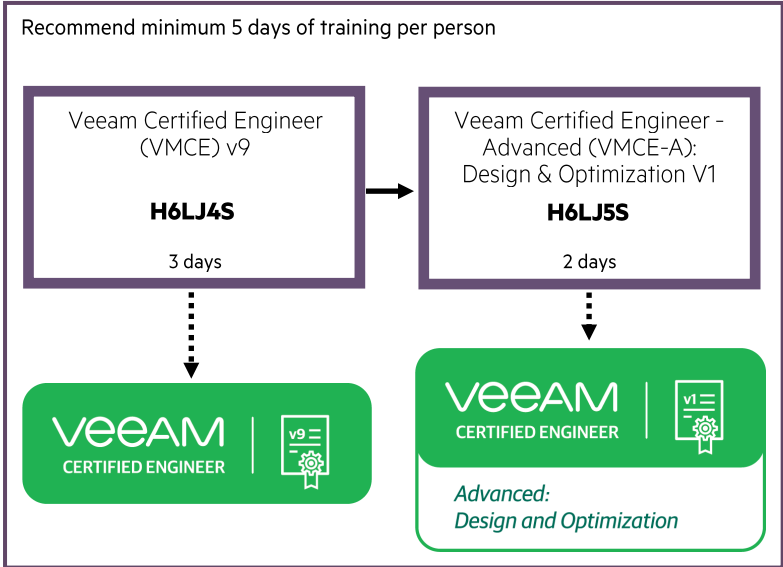 Recommend minimum 5 days of training per person
Veeam Certified Engineer
(VMCE) v9
H6LJ4S
3 days
Veeam Certified Engineer -
Advanced (VMCE-A):
Design & Optimization V1
H6LJ5S
2 days
veeAM
CERTIFIED ENGINEER
v9
veeAM
CERTIFIED ENGINEER
v1
Advanced:
Design and Optimization